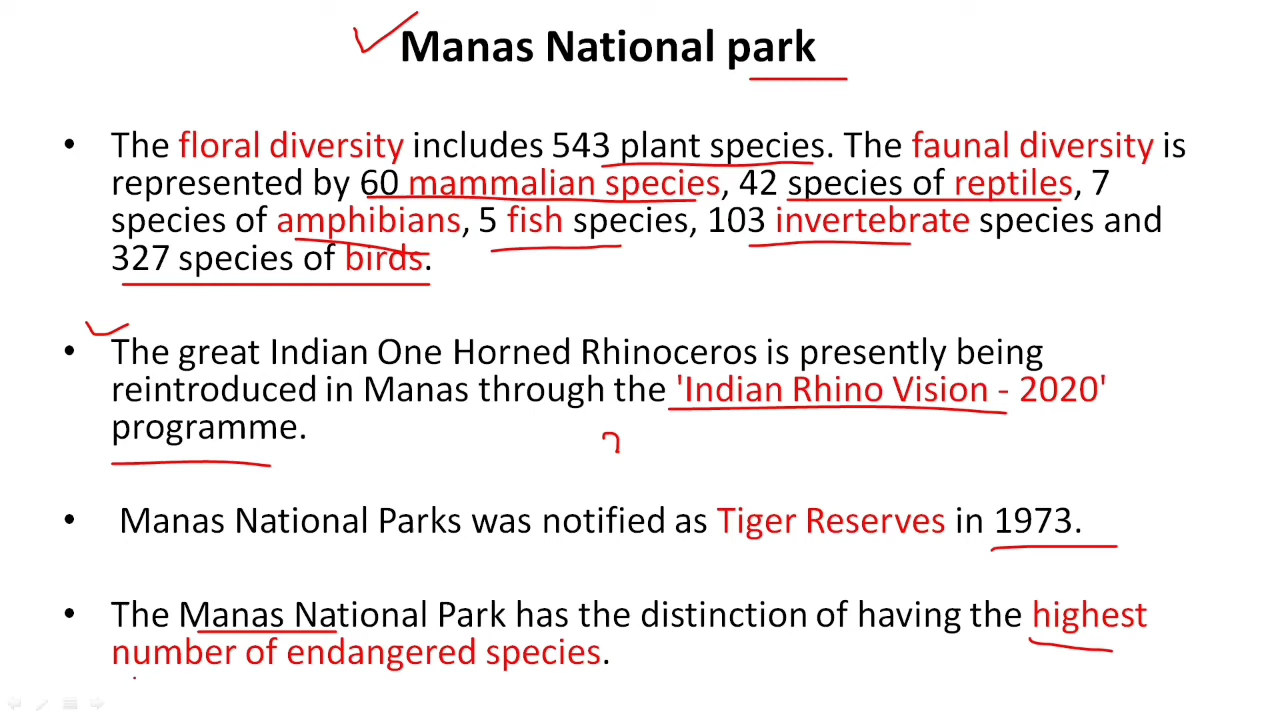 Manas National park
• The floral diversity includes 543 plant species. The faunal diversity is
represented by 60 mammalian species, 42 species of reptiles, 7
species of amphibians, 5 fish species, 103 invertebrate species and
327 species of birds.
• The great Indian One Horned Rhinoceros is presently being
reintroduced in Manas through the 'Indian Rhino Vision - 2020'
programme.
• Manas National Parks was notified as Tiger Reserves in 1973.
• The Manas National Park has the distinction of having the highest
number of endangered species.